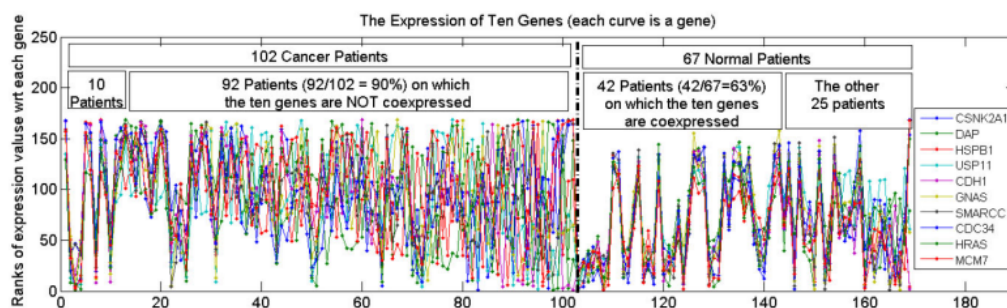 The Expression of Ten Genes (each curve is a gene)
Ranks of expression valuse wrt each gene
250
200
150
100
50
0
102 Cancer Patients
10
Patients
92 Patients (92/102 = 90%) on which
the ten genes are NOT coexpressed
67 Normal Patients
42 Patients (42/67=63%)
on which the ten genes
are coexpressed
The other
25 patients
CSNK2A1
DAP
HSPB1
USP11
CDH1
GNAS
SMARCC
CDC34
HRAS
MCM7
0 20 40 60 80 100 120 140 160 180